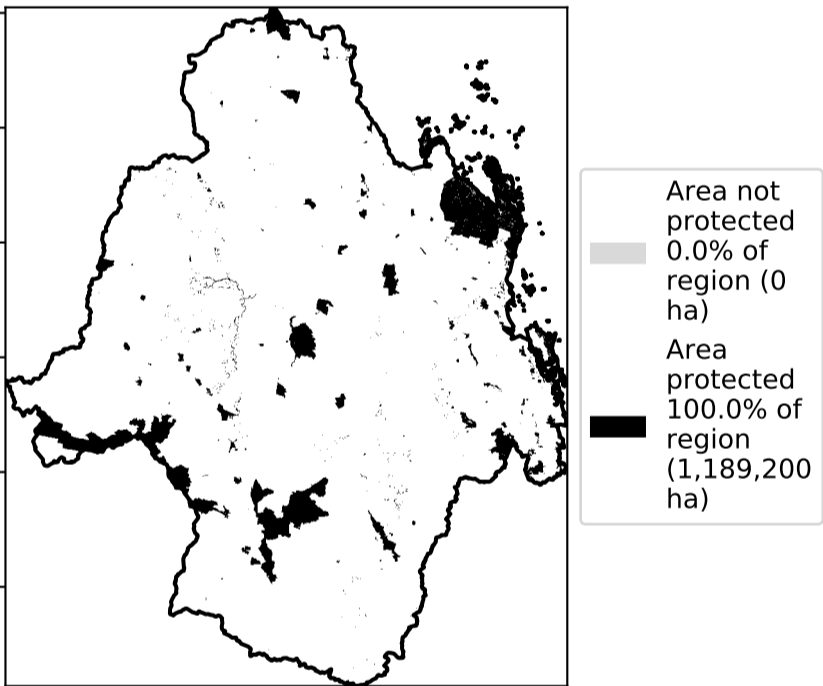 Area not
protected
0.0% of
region (0
ha)
Area
protected
100.0% of
region
(1,189,200
ha)